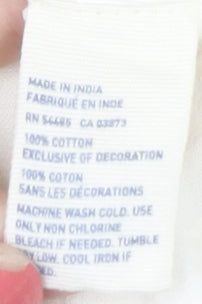 MADE IN INDIA
FABRIQUÉ EN INDE
RN 54485 CA 03873
100% COTTON
EXCLUSIVE OF DECORATION
100% COTON
SANS LES DÉCORATIONS
MACHINE WASH COLD. USE
ONLY NON CHLORINE
BLEACH IF NEEDED. TUMBLE
LOW. COOL IRON IF